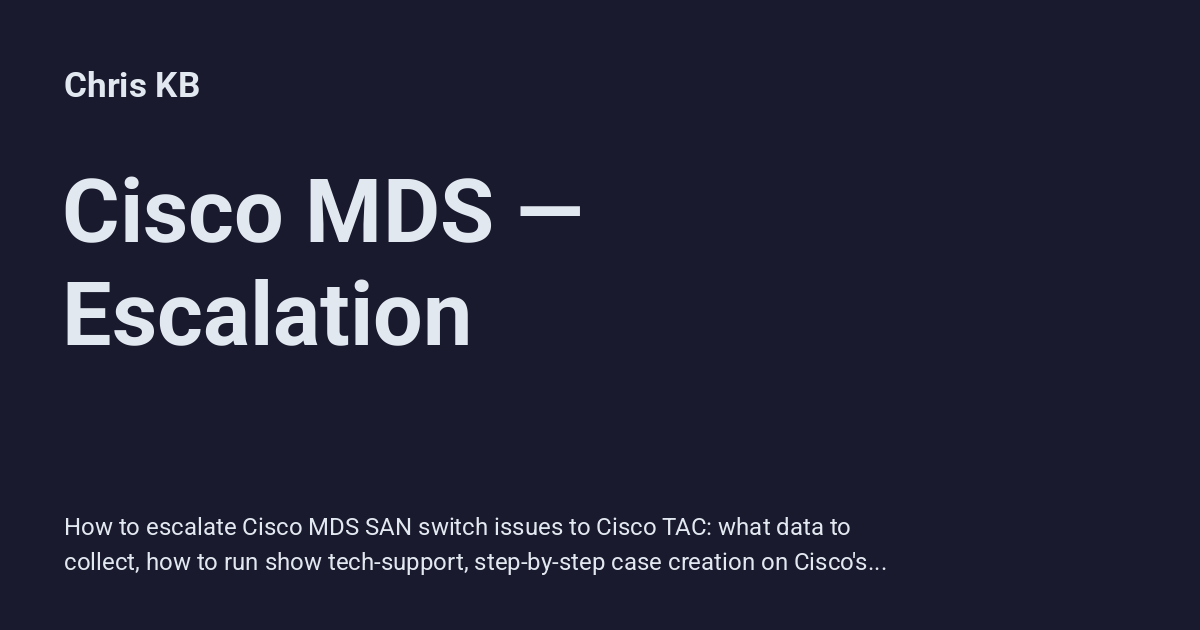 Chris KB
Cisco MDS —
Escalation
How to escalate Cisco MDS SAN switch issues to Cisco TAC: what data to
collect, how to run show tech-support, step-by-step case creation on Cisco's...